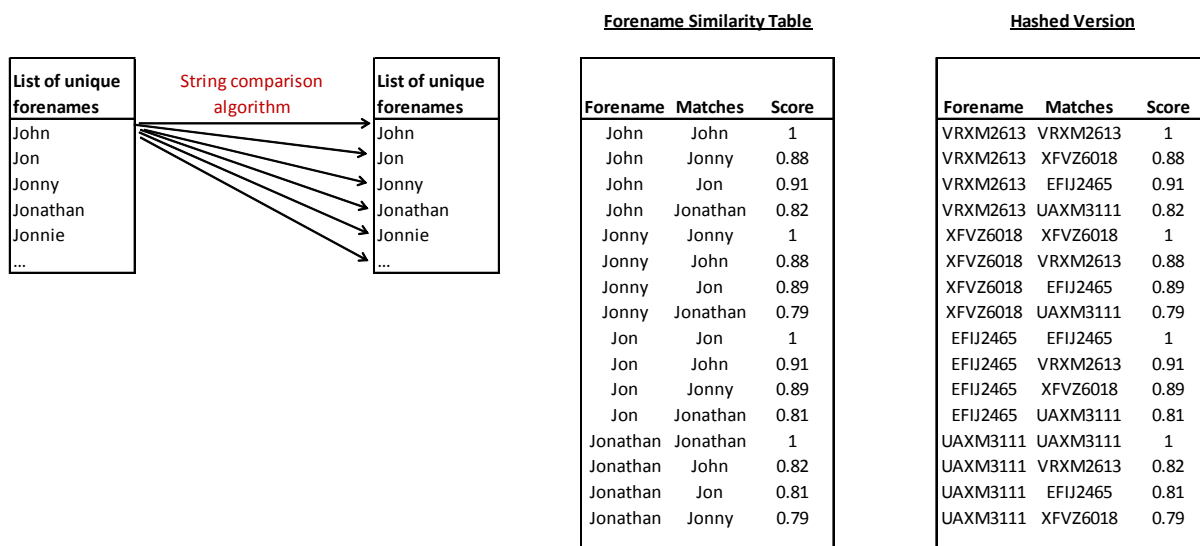 Forename Similarity Table
Hashed Version
List of unique
forenames
John
Jon
Jonny
Jonathan
Jonnie
...
String comparison
algorithm
List of unique
forenames
John
Jon
Jonny
Jonathan
Jonnie
...
Forename Matches Score
John John 1
John Jonny 0.88
John Jon 0.91
John Jonathan 0.82
Jonny Jonny 1
Jonny John 0.88
Jonny Jon 0.89
Jonny Jonathan 0.79
Jon Jon 1
Jon John 0.91
Jon Jonny 0.89
Jon Jonathan 0.81
Jonathan Jonathan 1
Jonathan John 0.82
Jonathan Jon 0.81
Jonathan Jonny 0.79
Forename Matches Score
VRXM2613 VRXM2613 1
VRXM2613 XFVZ6018 0.88
VRXM2613 EFIJ2465 0.91
VRXM2613 UAXM3111 0.82
XFVZ6018 XFVZ6018 1
XFVZ6018 VRXM2613 0.88
XFVZ6018 EFIJ2465 0.89
XFVZ6018 UAXM3111 0.79
EFIJ2465 EFIJ2465 1
EFIJ2465 VRXM2613 0.91
EFIJ2465 XFVZ6018 0.89
EFIJ2465 UAXM3111 0.81
UAXM3111 UAXM3111 1
UAXM3111 VRXM2613 0.82
UAXM3111 EFIJ2465 0.81
UAXM3111 XFVZ6018 0.79